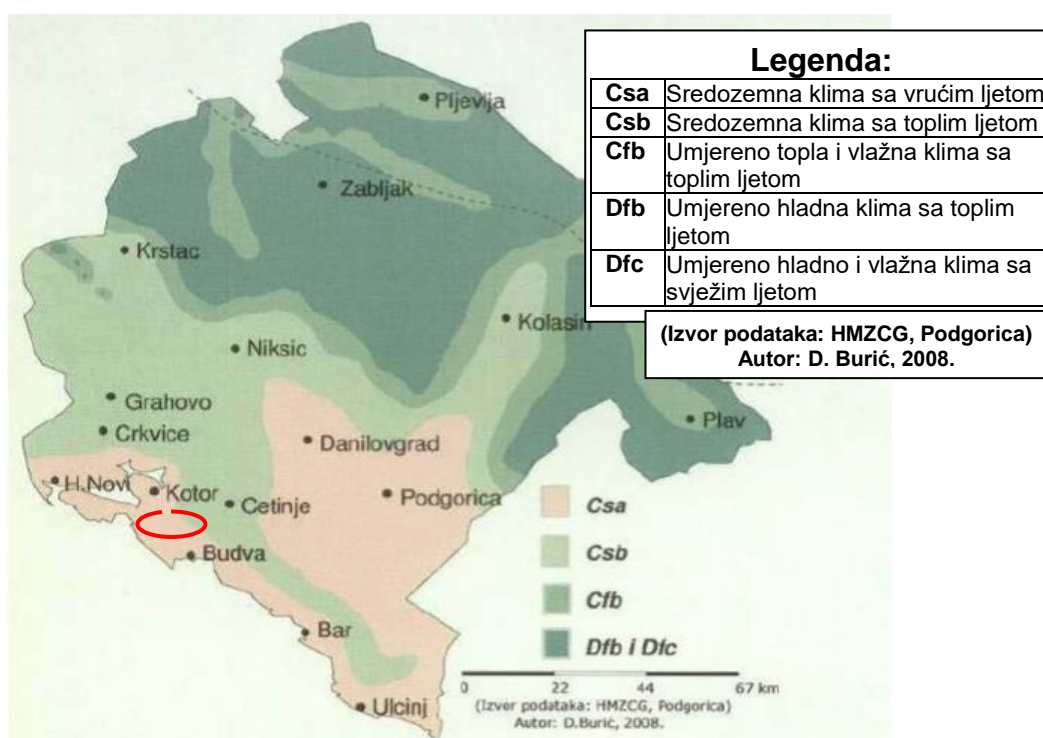 Legenda:
Csa Sredozemna klima sa vrućim ljetom
Csb Sredozemna klima sa toplim ljetom
Cfb Umjereno topla i vlažna klima sa
toplim ljetom
Dfb Umjereno hladna klima sa toplim
ljetom
Dfc Umjereno hladno i vlažna klima sa
svježim ljetom
(Izvor podataka: HMZCG, Podgorica)
Autor: D. Burić, 2008.
Pljevlja
Zabljak
Krstac
Kolasin
Niksic
Grahovo
Plav
Crkvice
Danilovgrad
H.Novi
Kotor
Podgorica
Cetinje
Budva
Bar
Ulcinj
Csa
Csb
Cfb
Dfb i Dfc
0 22 44 67 km
(Izvor podataka: HMZCG, Podgorica)
Autor: D.Burić, 2008.